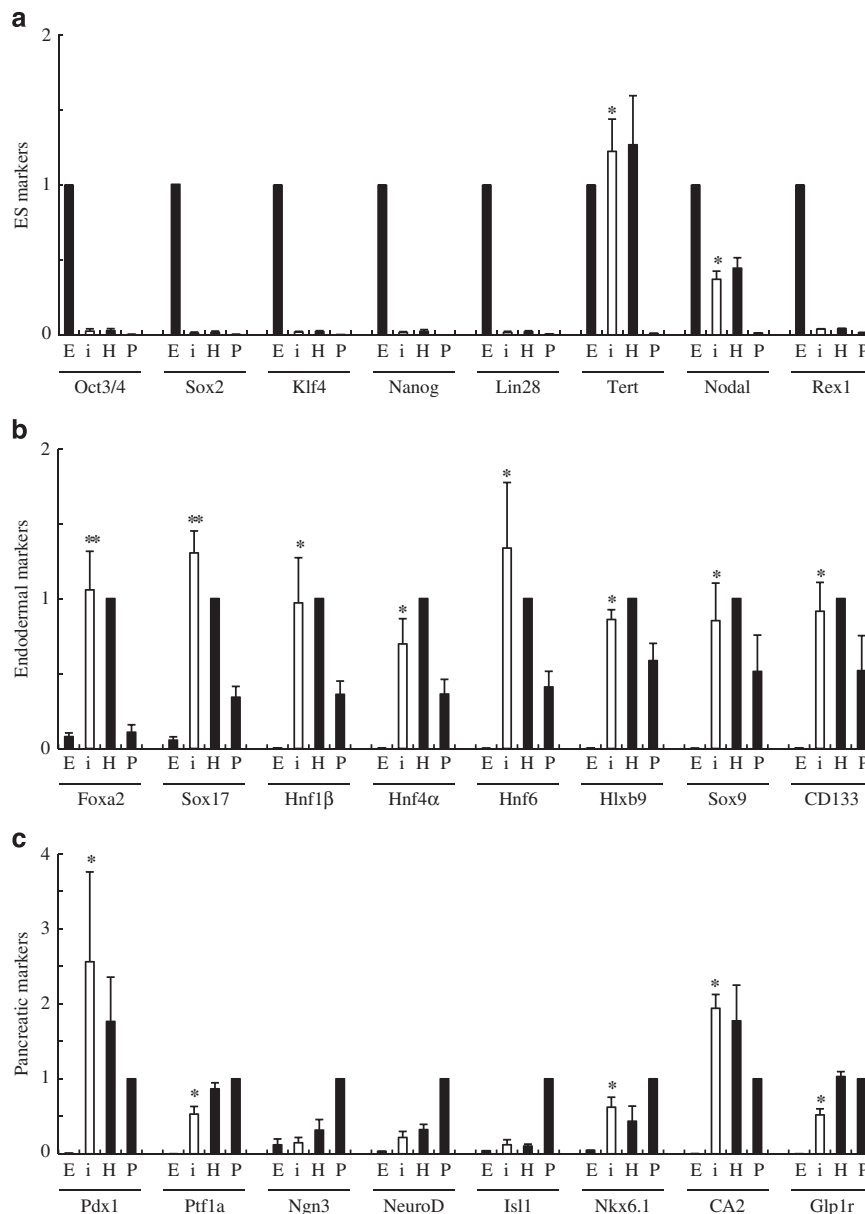 a
ES markers
2
1
0
* *
E i H P E i H P E i H P E i H P E i H P E i H P E i H P E i H P
Oct3/4 Sox2 Klf4 Nanog Lin28 Tert Nodal Rex1
b
Endodermal markers
2
1
0
** ** * * * * * *
E i H P E i H P E i H P E i H P E i H P E i H P E i H P E i H P
Foxa2 Sox17 Hnf1β Hnf4α Hnf6 Hlxb9 Sox9 CD133
c
Pancreatic markers
4
3
2
1
0
* * * * *
E i H P E i H P E i H P E i H P E i H P E i H P E i H P E i H P
Pdx1 Ptf1a Ngn3 NeuroD Isl1 Nkx6.1 CA2 Glp1r